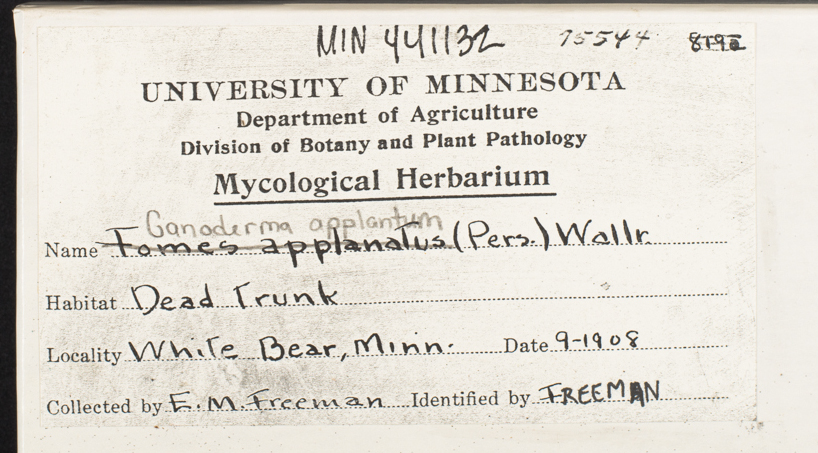 MIN 441132 75544 8192
UNIVERSITY OF MINNESOTA
Department of Agriculture
Division of Botany and Plant Pathology
Mycological Herbarium
Ganoderma applantum
Name Fomes applanatus (Pers.) Wallr.
Habitat Dead Trunk
Locality White Bear, Minn. Date 9-1908
Collected by E. M. Freeman Identified by FREEMAN